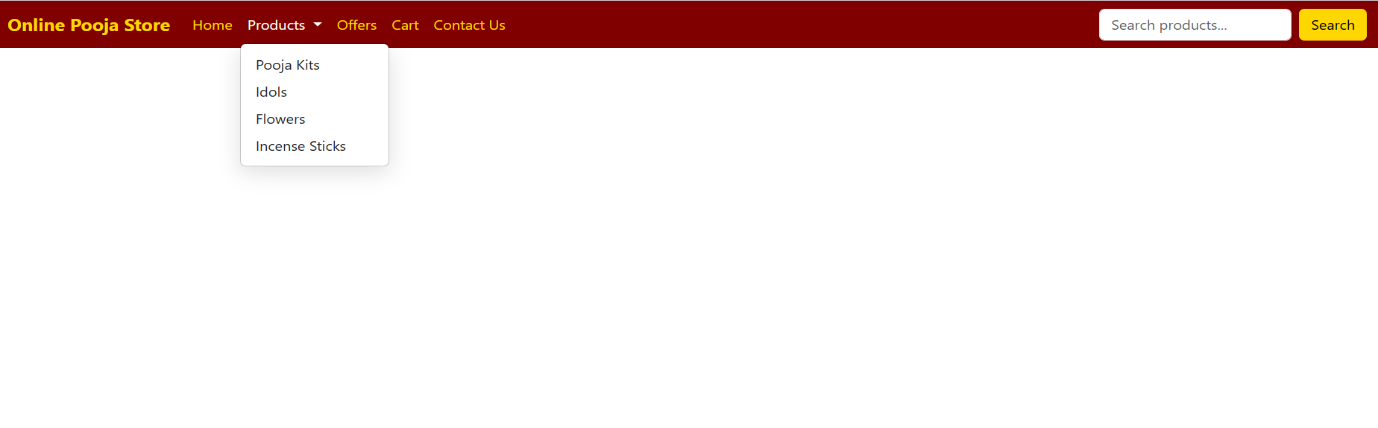 Online Pooja Store Home Products Offers Cart Contact Us Search products... Search
Pooja Kits
Idols
Flowers
Incense Sticks